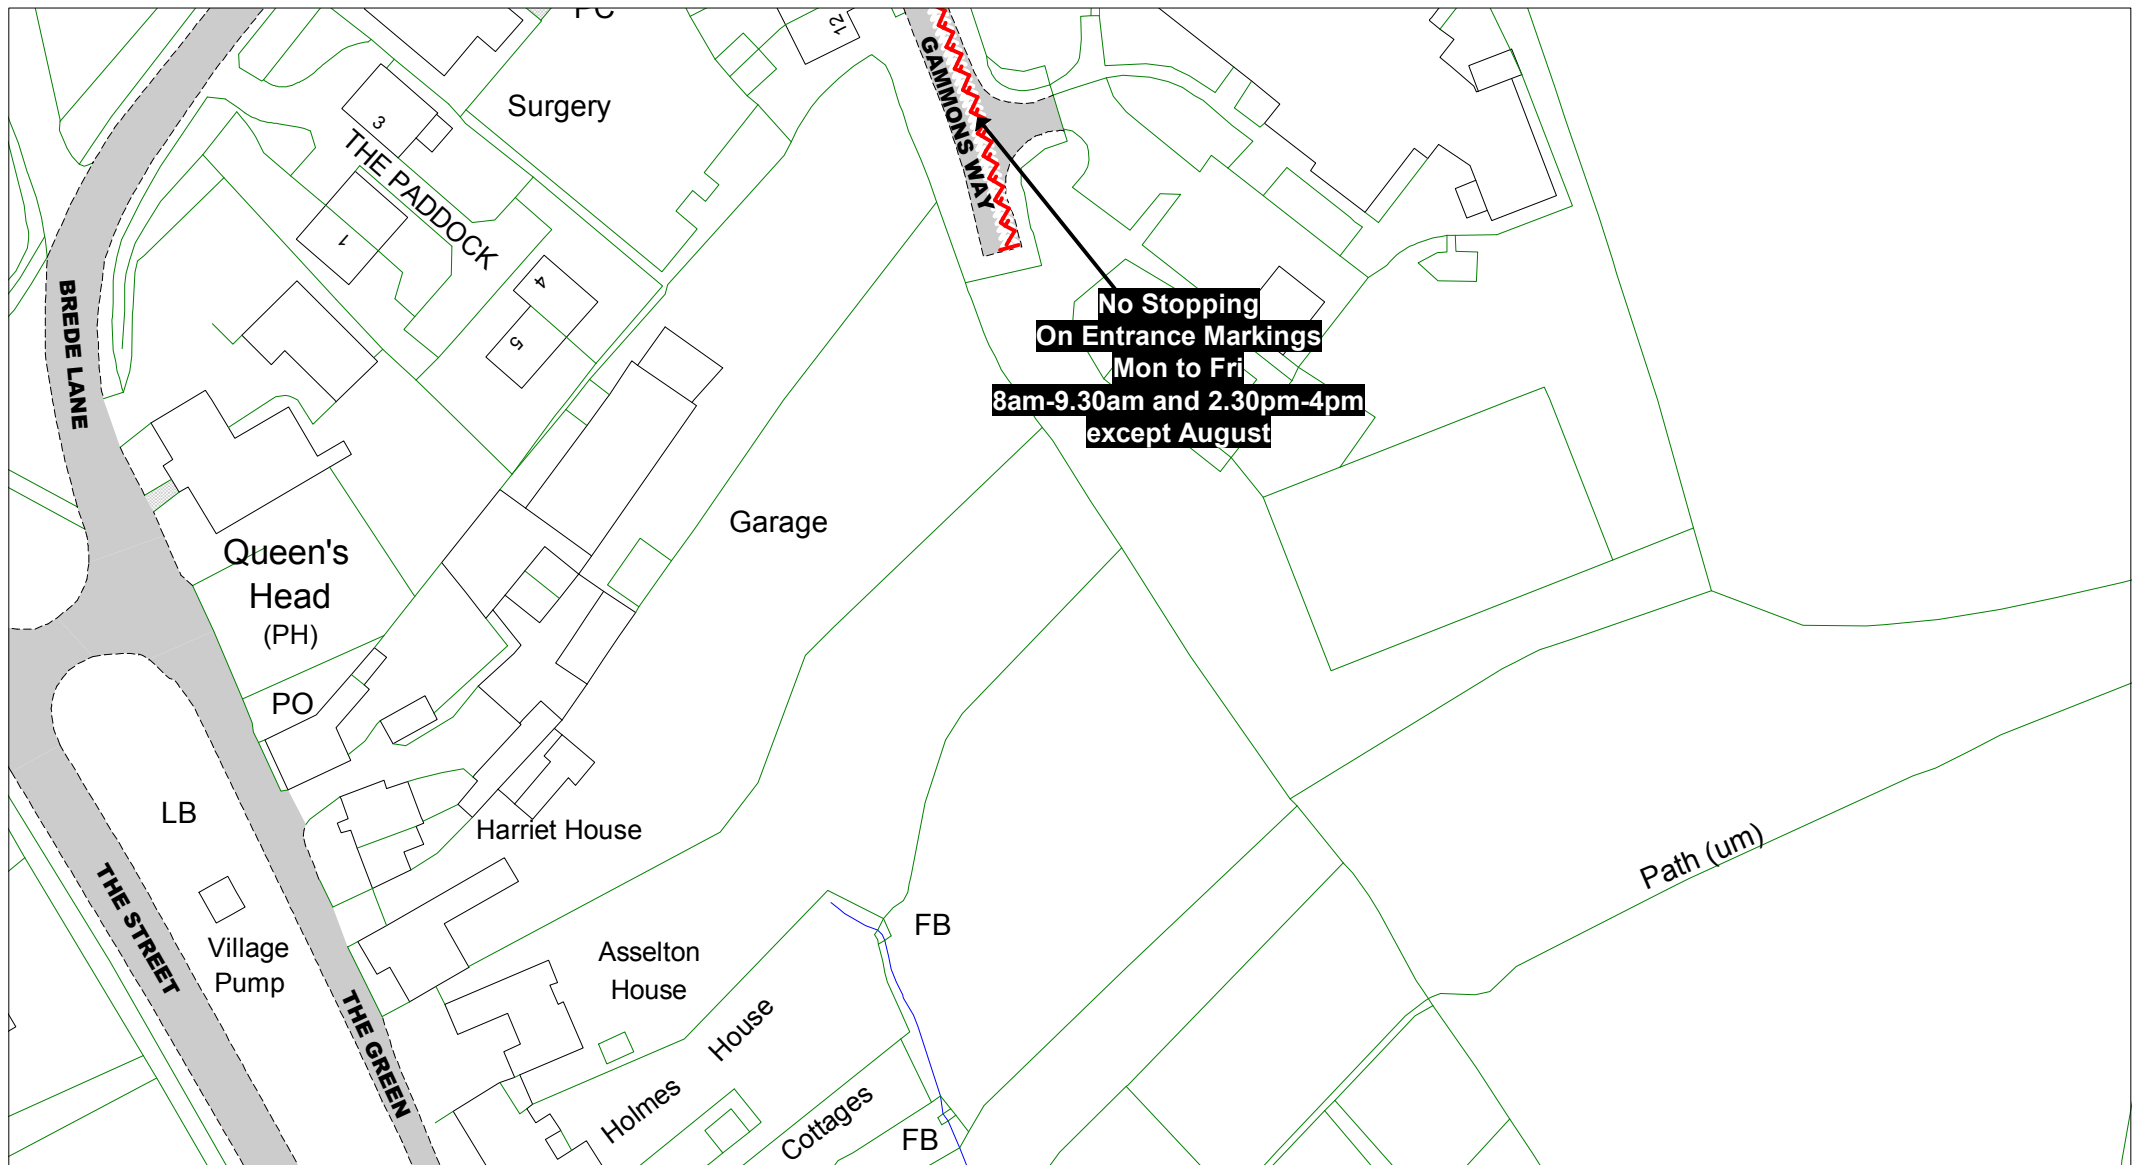 PC
12
GAMMONS WAY
Surgery
3
THE PADDOCK
1
4
5
BREDE LANE
No Stopping
On Entrance Markings
Mon to Fri
8am-9.30am and 2.30pm-4pm
except August
Garage
Queen's
Head
(PH)
PO
LB
Harriet House
THE STREET
Village
Pump
THE GREEN
Asselton
House
FB
Path (um)
Holmes House
Cottages
FB